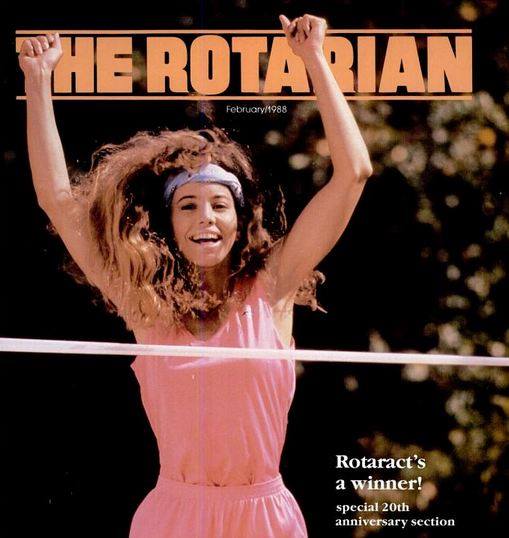 THE ROTARIAN
February/1988
Rotaract's
a winner!
special 20th
anniversary section